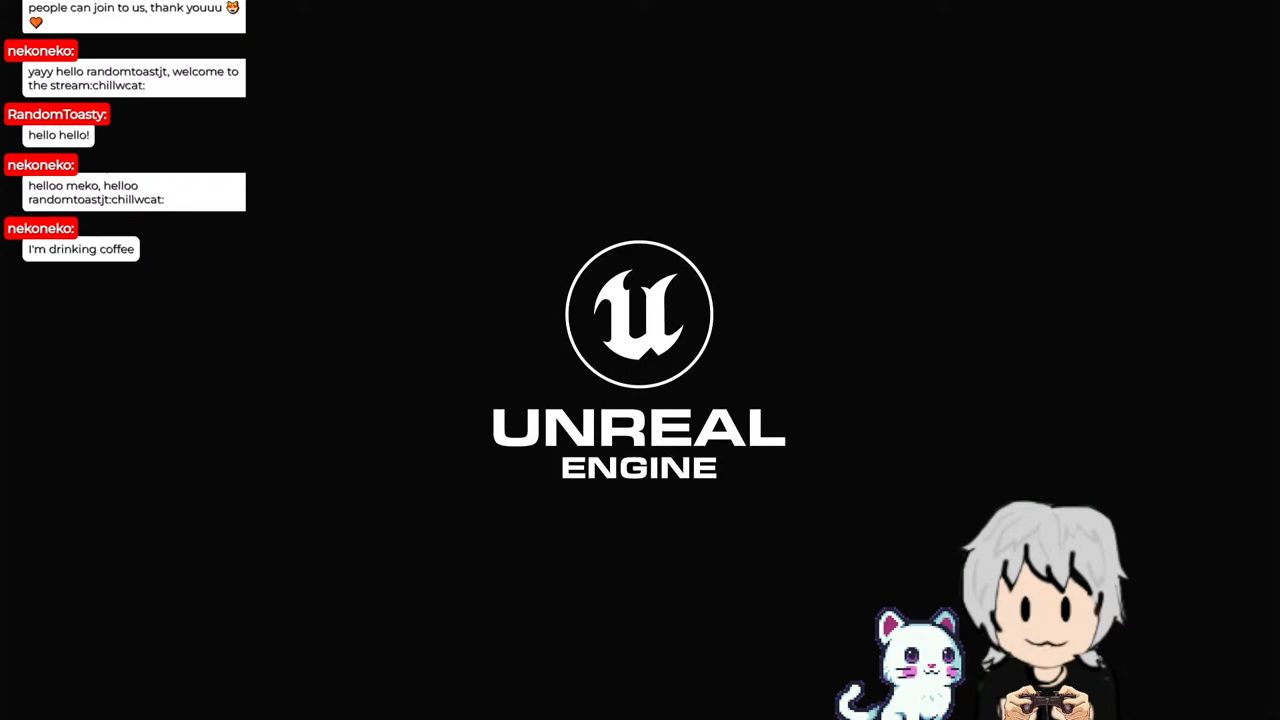 people can join to us, thank youuu
nekoneko:
yayy hello randomtoastjt, welcome to
the stream:chillwcat:
RandomToasty:
hello hello!
nekoneko:
helloo meko, helloo
randomtoastjt:chillwcat:
nekoneko:
I'm drinking coffee
UNREAL
ENGINE